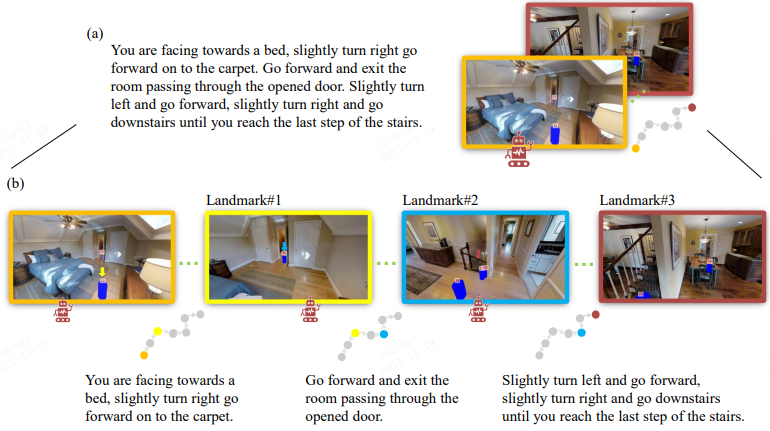 (a)
You are facing towards a bed, slightly turn right go
forward on to the carpet. Go forward and exit the
room passing through the opened door. Slightly turn
left and go forward, slightly turn right and go
downstairs until you reach the last step of the stairs.
(b)
Landmark#1
Landmark#2
Landmark#3
You are facing towards a
bed, slightly turn right go
forward on to the carpet.
Go forward and exit the
room passing through the
opened door.
Slightly turn left and go forward,
slightly turn right and go downstairs
until you reach the last step of the stairs.